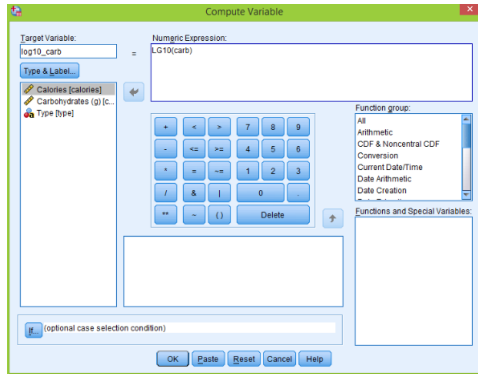 Compute Variable
Target Variable:
log10_carb
=
Numeric Expression:
LG10(carb)
Type & Label...
Calories [calories]
Carbohydrates (g) [c...
Type [type]
+ < > 7 8 9
- <= >= 4 5 6
* = ~= 1 2 3
/ & | 0 .
** ~ () Delete
Function group:
All
Arithmetic
CDF & Noncentral CDF
Conversion
Current Date/Time
Date Arithmetic
Date Creation
Functions and Special Variables:
If... (optional case selection condition)
OK Paste Reset Cancel Help